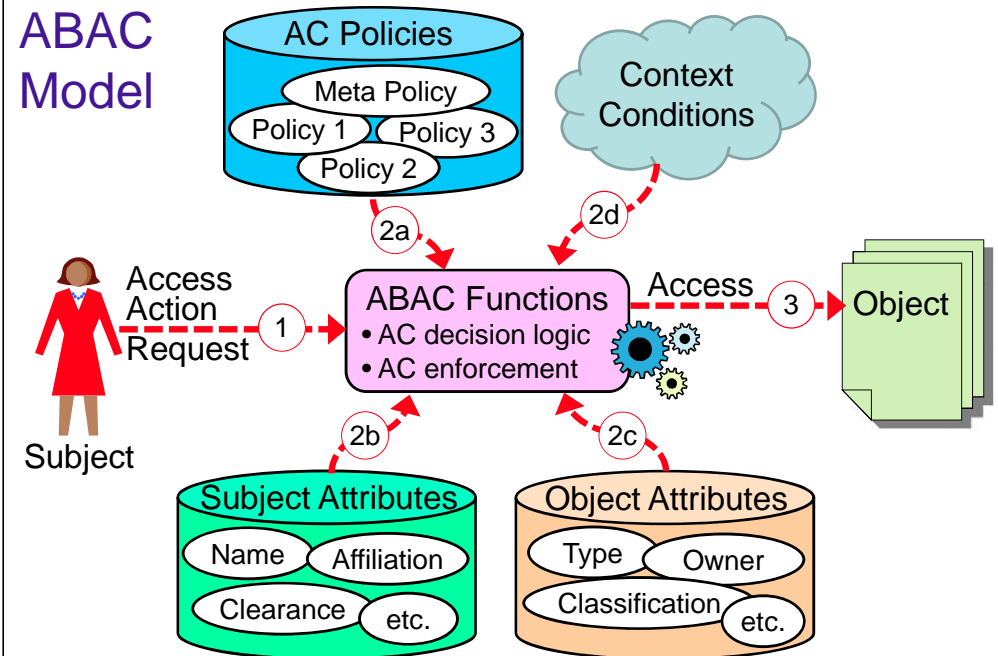 ABAC
Model
AC Policies
Meta Policy
Policy 1
Policy 3
Policy 2
Context
Conditions
2a
2d
Access
Action
Request
1
ABAC Functions
• AC decision logic
• AC enforcement
Access
3
Object
Subject
2b
2c
Subject Attributes
Name
Affiliation
Clearance
etc.
Object Attributes
Type
Owner
Classification
etc.